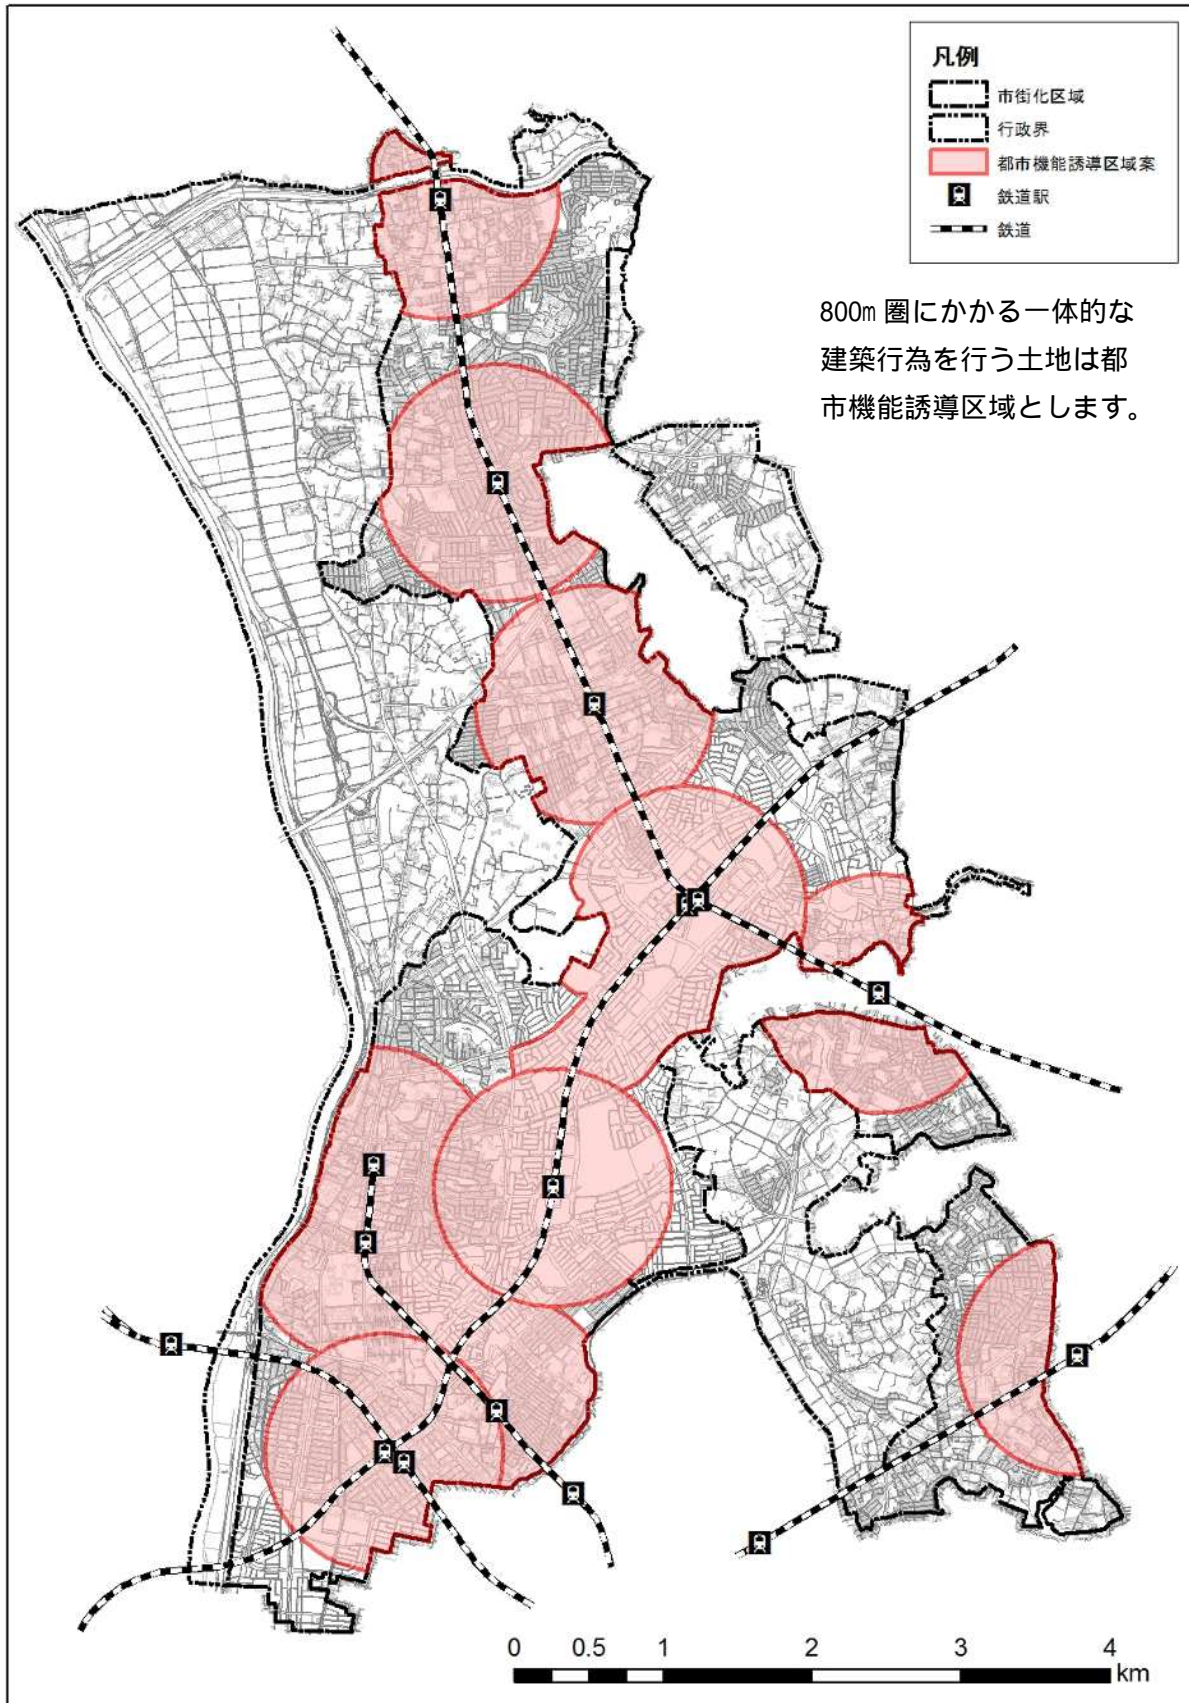 凡例
市街化区域
行政界
都市機能誘導区域案
鉄道駅
鉄道
800m 圏にかかる一体的な
建築行為を行う土地は都
市機能誘導区域とします。
0 0.5 1 2 3 4
km